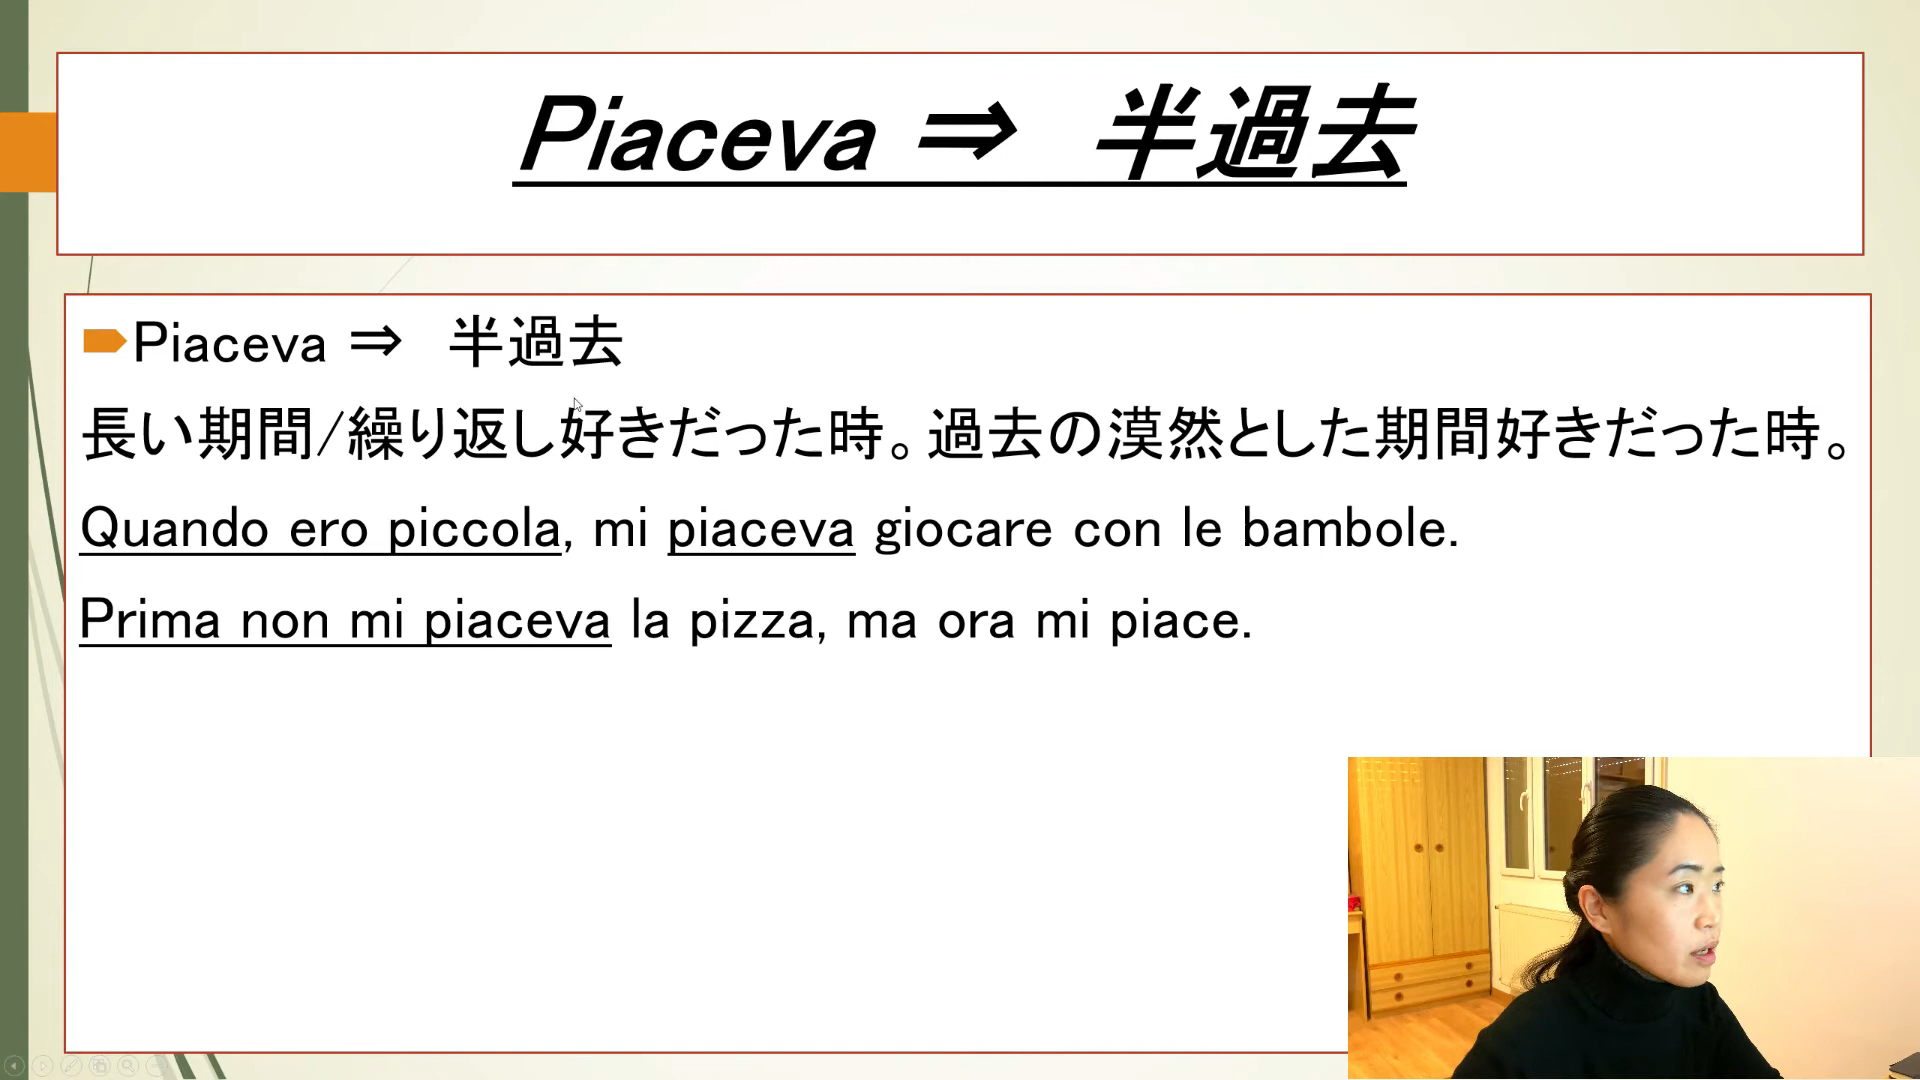 Piaceva ⇒ 半過去
Piaceva ⇒ 半過去
長い期間/繰り返し好きだった時。過去の漠然とした期間好きだった時。
Quando ero piccola, mi piaceva giocare con le bambole.
Prima non mi piaceva la pizza, ma ora mi piace.